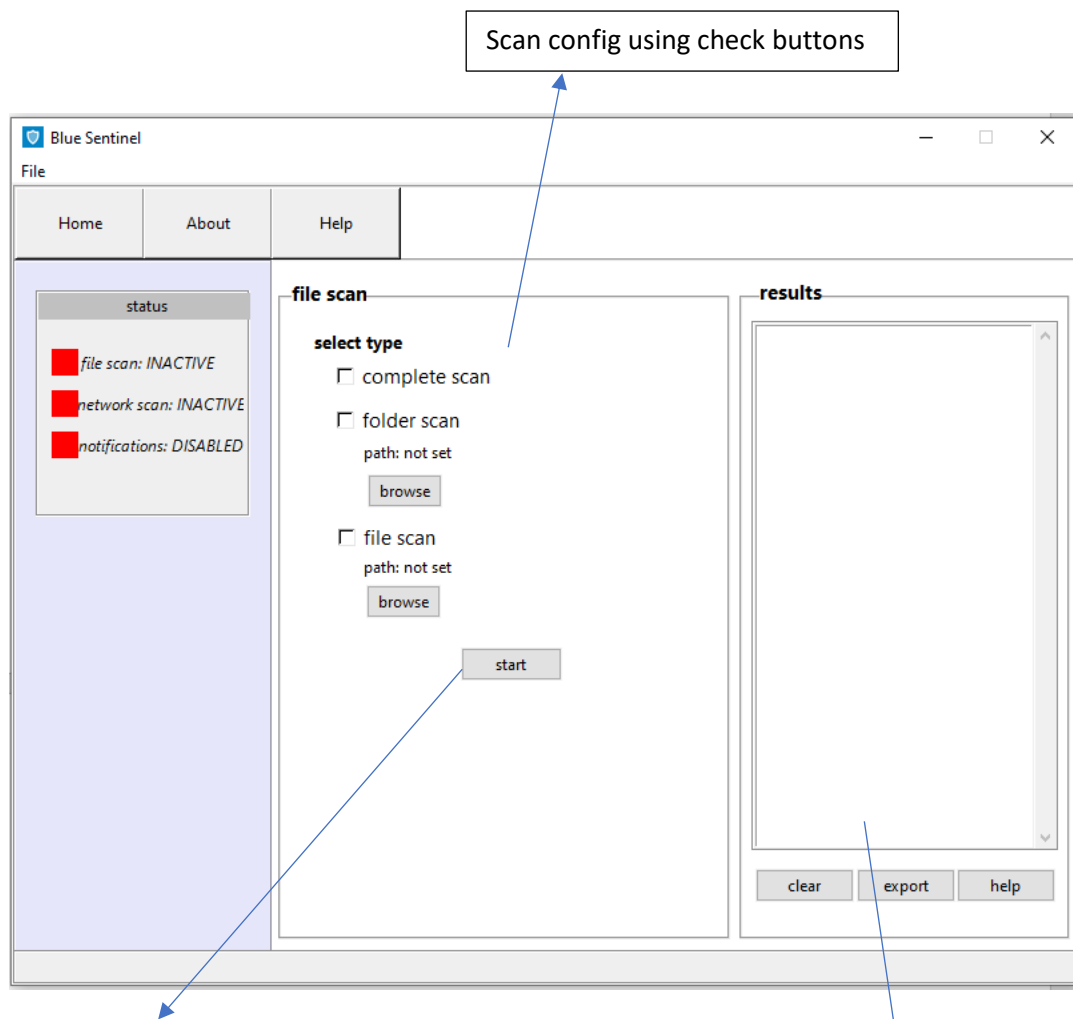 Scan config using check buttons
Blue Sentinel
File
Home About Help
status
file scan: INACTIVE
network scan: INACTIVE
notifications: DISABLED
file scan
select type
complete scan
folder scan
path: not set
browse
file scan
path: not set
browse
start
results
clear export help